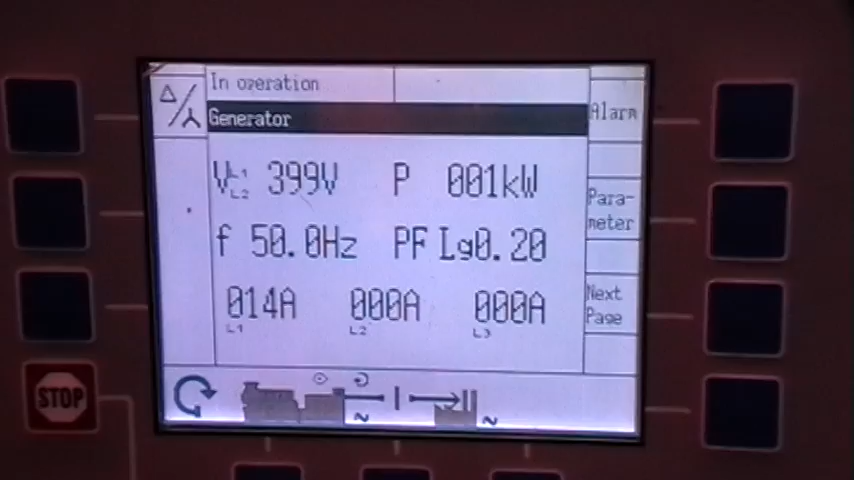 In operation
Alarm
Generator
VL1 L2 399V P 001kW
Para-
meter
f 50.0Hz PF Lg0.20
014A 000A 000A
L1 L2 L3
Next
Page
STOP